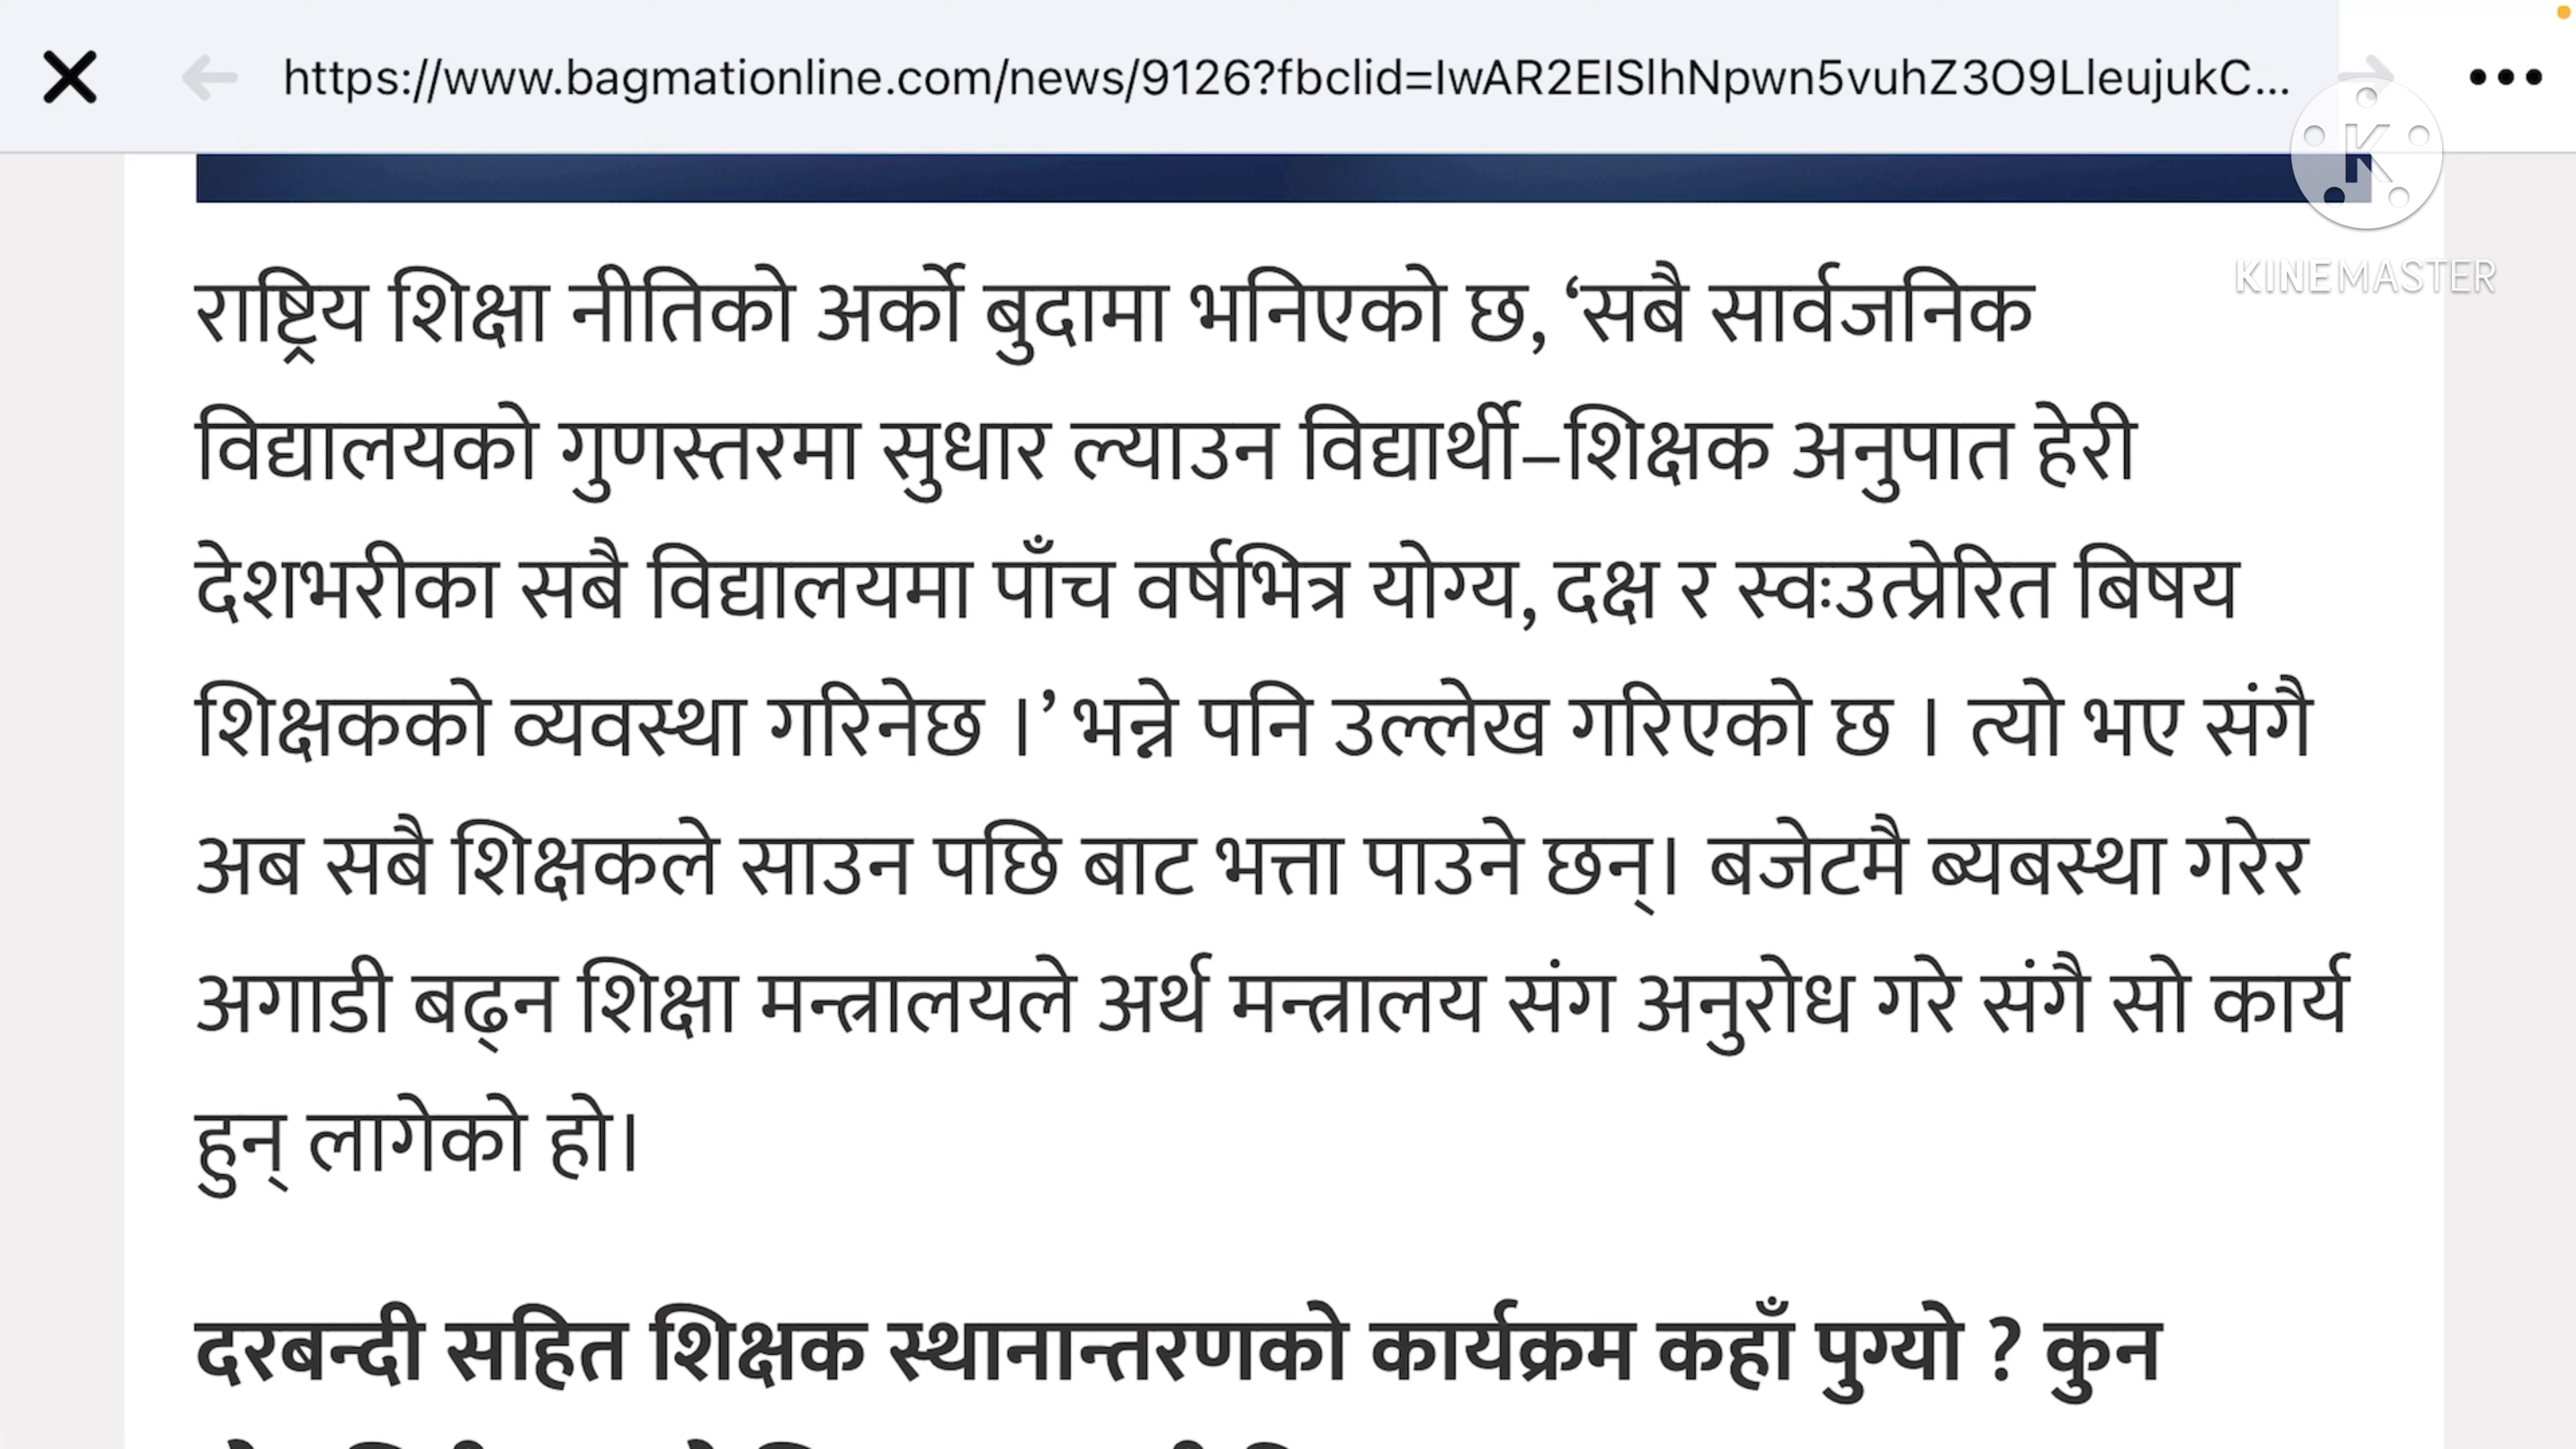 https://www.bagmationline.com/news/9126?fbclid=IwAR2EISlhNpwn5vuhZ3O9LleujukC...
K
KINEMASTER
राष्ट्रिय शिक्षा नीतिको अर्को बुदामा भनिएको छ, ‘सबै सार्वजनिक
विद्यालयको गुणस्तरमा सुधार ल्याउन विद्यार्थी–शिक्षक अनुपात हेरी
देशभरीका सबै विद्यालयमा पाँच वर्षभित्र योग्य, दक्ष र स्वःउत्प्रेरित बिषय
शिक्षकको व्यवस्था गरिनेछ ।’ भन्ने पनि उल्लेख गरिएको छ । त्यो भए संगै
अब सबै शिक्षकले साउन पछि बाट भत्ता पाउने छन्। बजेटमै ब्यबस्था गरेर
अगाडी बढ्न शिक्षा मन्त्रालयले अर्थ मन्त्रालय संग अनुरोध गरे संगै सो कार्य
हुन् लागेको हो।
दरबन्दी सहित शिक्षक स्थानान्तरणको कार्यक्रम कहाँ पुग्यो ? कुन